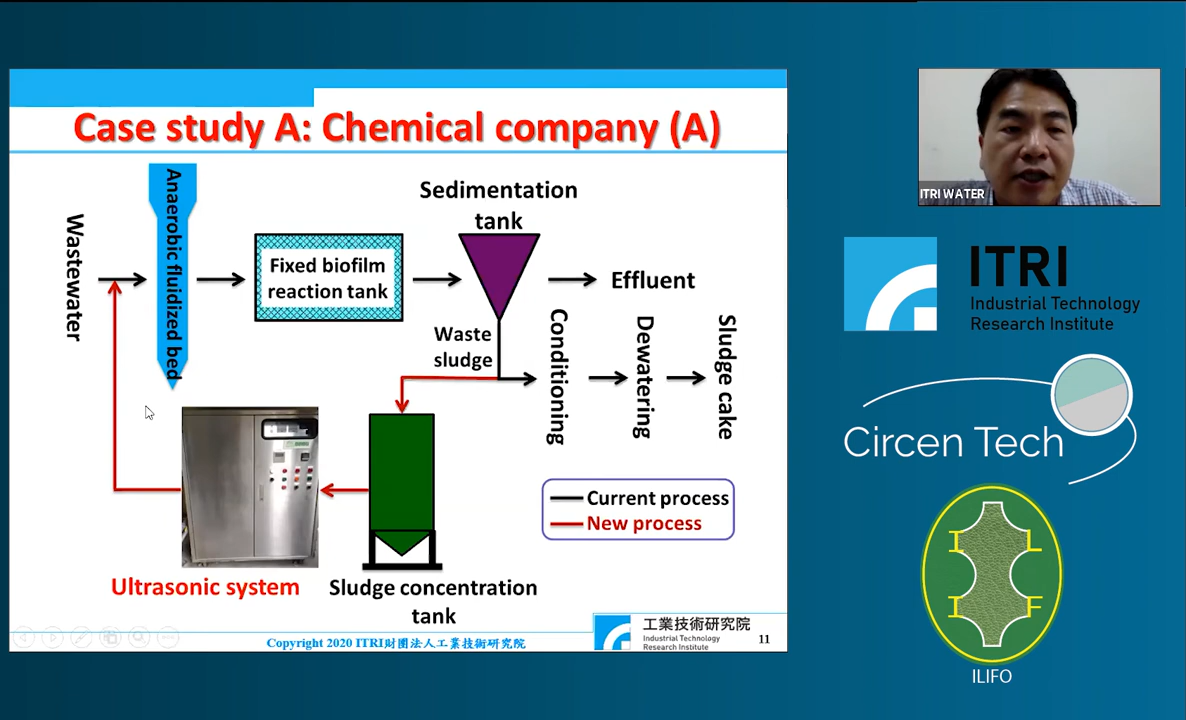 Case study A: Chemical company (A)
Wastewater
Anaerobic fluidized bed
Fixed biofilm
reaction tank
Sedimentation
tank
Effluent
Waste
sludge
Conditioning
Dewatering
Sludge cake
Current process
New process
Ultrasonic system
Sludge concentration
tank
Copyright 2020 ITRI財團法人工業技術研究院
工業技術研究院
Industrial Technology
Research Institute
11
ITRI WATER
ITRI
Industrial Technology
Research Institute
Circen Tech
I L
I F
ILIFO